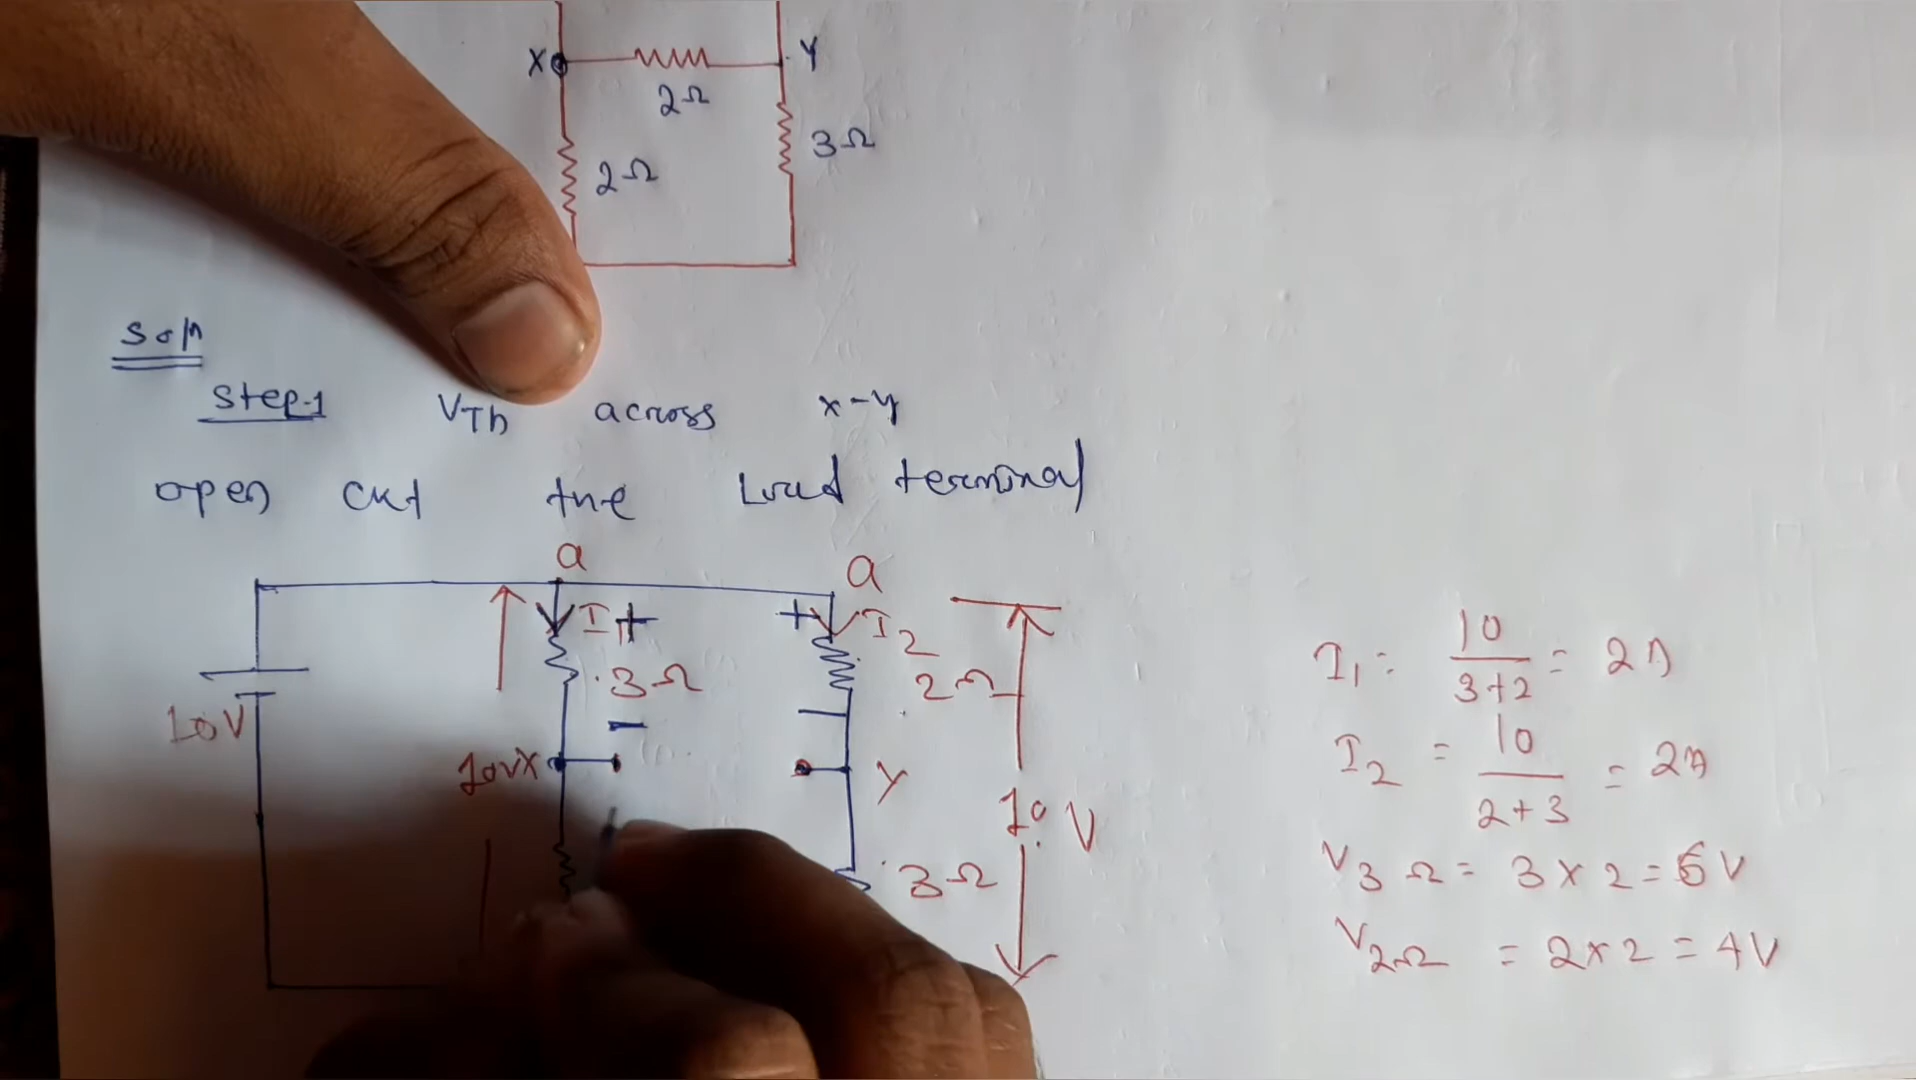 X
Y
2Ω
3Ω
2Ω
Soln
Step-1 VTh across x-y
open ckt the Load terminal
a
a
I1 +
+ I2
3Ω
2Ω
10V
-
10V X
Y
10 V
3Ω
I1 : 10/3+2 = 2A
I2 = 10/2+3 = 2A
V3Ω = 3×2=6V
V2Ω = 2×2=4V